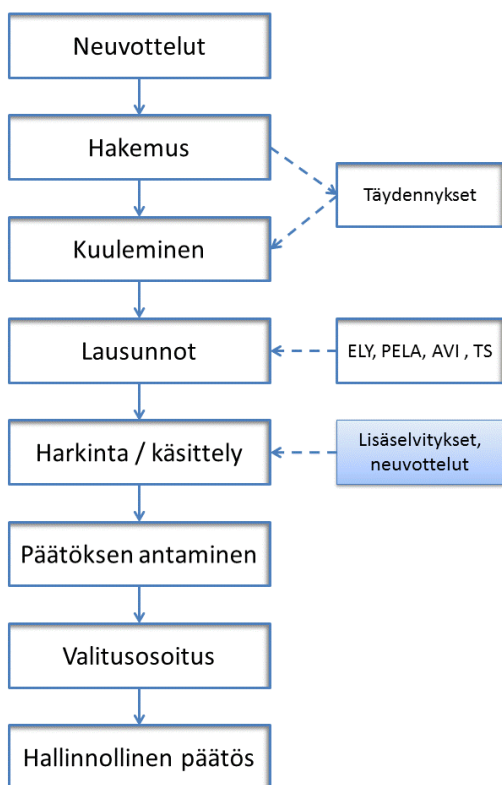 Neuvottelut
Hakemus
Täydennykset
Kuuleminen
Lausunnot
ELY, PELA, AVI , TS
Harkinta / käsittely
Lisäselvitykset,
neuvottelut
Päätöksen antaminen
Valitusosoitus
Hallinnollinen päätös